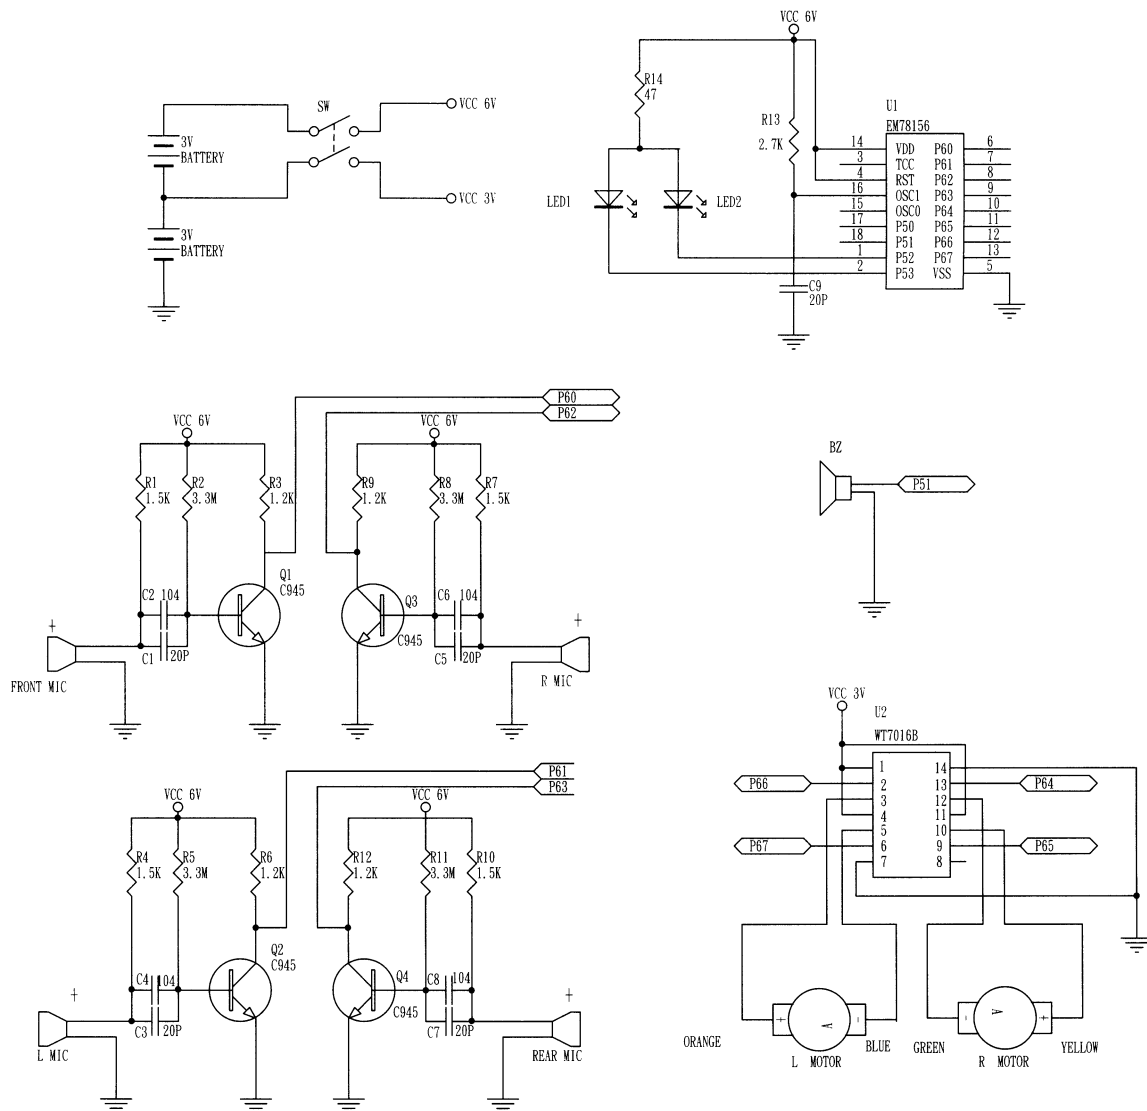 VCC 6V
SW
VCC 6V
3V
BATTERY
VCC 3V
3V
BATTERY
R14
47
R13
2.7K
U1
EM78156
LED1
LED2
C9
20P
14 VDD P60 6
3 TCC P61 7
4 RST P62 8
16 OSC1 P63 9
15 OSC0 P64 10
17 P50 P65 11
18 P51 P66 12
1 P52 P67 13
2 P53 VSS 5
P60
P62
VCC 6V
VCC 6V
R1
1.5K
R2
3.3M
R3
1.2K
R9
1.2K
R8
3.3M
R7
1.5K
Q1
C945
C2 104
C1 20P
Q3
C945
C6 104
C5 20P
+
FRONT MIC
+
R MIC
BZ
P51
P61
P63
VCC 6V
VCC 6V
R4
1.5K
R5
3.3M
R6
1.2K
R12
1.2K
R11
3.3M
R10
1.5K
Q2
C945
C4 104
C3 20P
Q4
C945
C8 104
C7 20P
+
L MIC
+
REAR MIC
VCC 3V
U2
WT7016B
1 14
P66 2 13 P64
3 12
4 11
5 10
P67 6 9 P65
7 8
+ A -
- A +
ORANGE
L MOTOR
BLUE
GREEN
R MOTOR
YELLOW